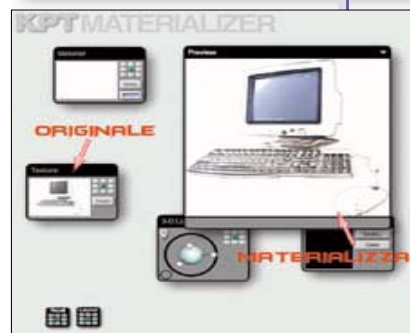 KPT MATERIALIZER
Material
Preview
ORIGINALE
Texture
MATERIALIZZA